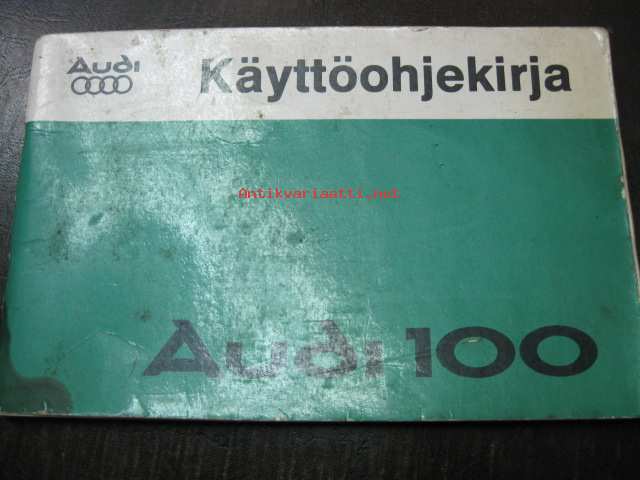 Audi
Käyttöohjekirja
Antikvariaatti.net
Audi 100